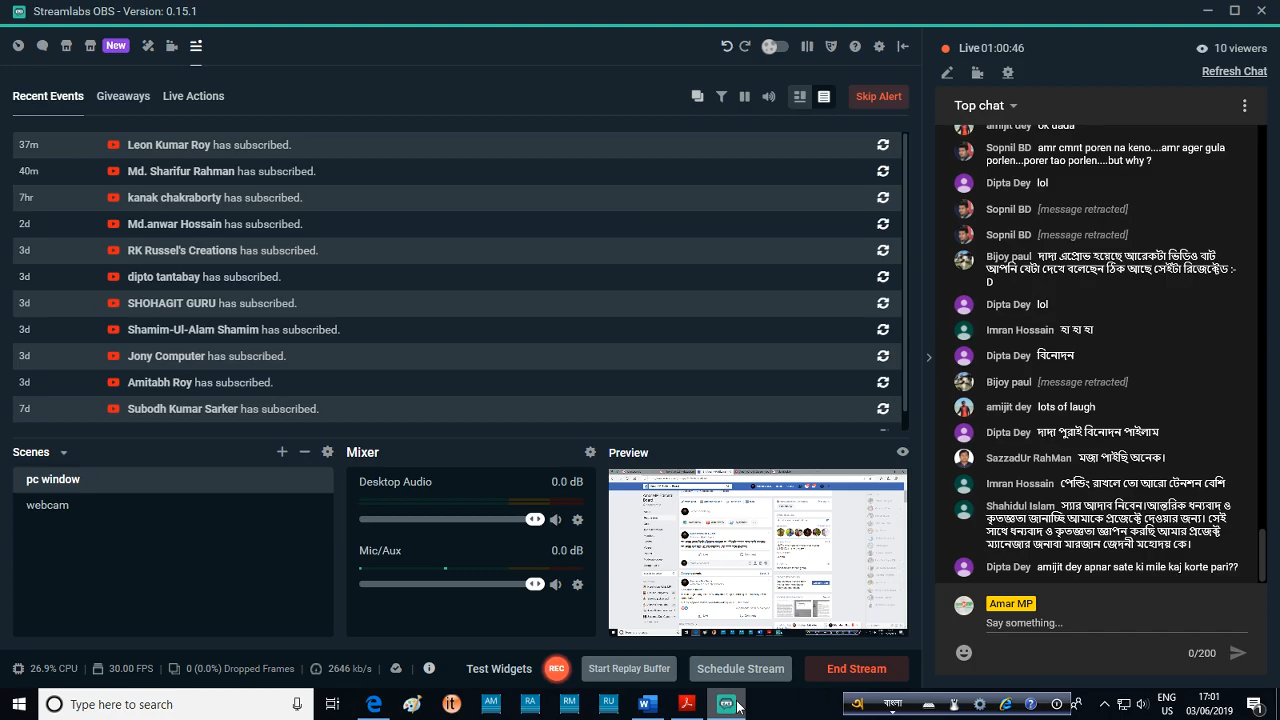 Streamlabs OBS - Version: 0.15.1
New
Recent Events
Giveaways
Live Actions
Skip Alert
37m Leon Kumar Roy has subscribed.
40m Md. Sharifur Rahman has subscribed.
7hr kanak chakraborty has subscribed.
2d Md.anwar Hossain has subscribed.
3d RK Russel's Creations has subscribed.
3d dipto tantabay has subscribed.
3d SHOHAGIT GURU has subscribed.
3d Shamim-Ul-Alam Shamim has subscribed.
3d Jony Computer has subscribed.
3d Amitabh Roy has subscribed.
7d Subodh Kumar Sarker has subscribed.
Scenes
window
Mixer
Desktop Audio 0.0 dB
Mic/Aux 0.0 dB
Preview
26.9% CPU
30.00 FPS
0 (0.0%) Dropped Frames
2646 kb/s
Test Widgets
REC
Start Replay Buffer
Schedule Stream
End Stream
Live 01:00:46
10 viewers
Refresh Chat
Top chat
amijit dey ok dada
Sopnil BD amr cmnt poren na keno....amr ager gula
porlen...porer tao porlen....but why ?
Dipta Dey lol
Sopnil BD [message retracted]
Sopnil BD [message retracted]
Bijoy paul দাদা এপ্রোভ হয়েছে আরেকটা ভিডিও বাট
আপনি যেটা দেখে বলেছেন ঠিক আছে সেইটা রিজেক্টেড :-
D
Dipta Dey lol
Imran Hossain হা হা হা
Dipta Dey বিনোদন
Bijoy paul [message retracted]
amijit dey lots of laugh
Dipta Dey দাদা পুরাই বিনোদন পাইলাম
SazzadUr RahMan মজা পাইছি অনেক।
Imran Hossain
Shahidul Islam
Dipta Dey amijit dey apnar name ki mie kaj korte pari??
Amar MP
Say something...
0/200
Type here to search
AM
RA
RM
RU
বাংলা
ENG
US
17:01
03/06/2019
1